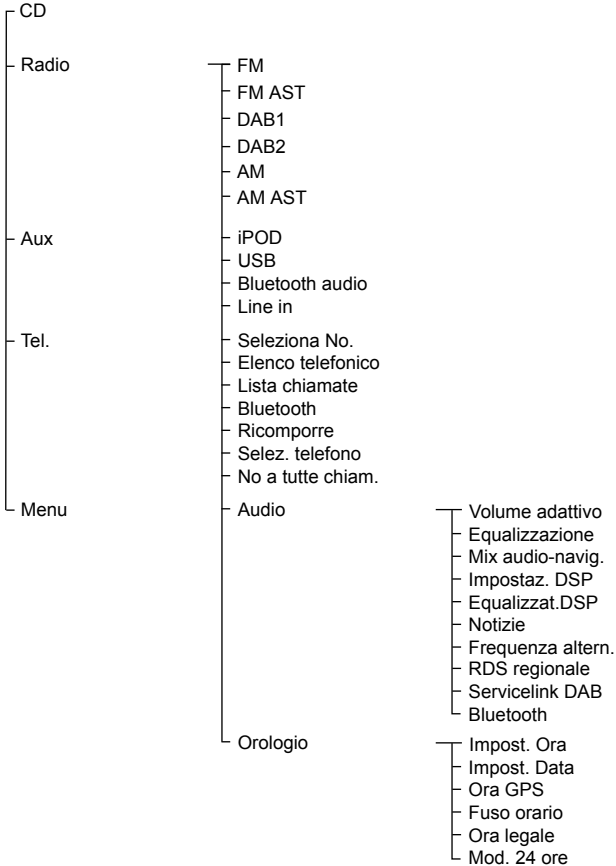 CD
Radio
FM
FM AST
DAB1
DAB2
AM
AM AST
Aux
iPOD
USB
Bluetooth audio
Line in
Tel.
Seleziona No.
Elenco telefonico
Lista chiamate
Bluetooth
Ricomporre
Selez. telefono
No a tutte chiam.
Menu
Audio
Volume adattivo
Equalizzazione
Mix audio-navig.
Impostaz. DSP
Equalizzat.DSP
Notizie
Frequenza altern.
RDS regionale
Servicelink DAB
Bluetooth
Orologio
Impost. Ora
Impost. Data
Ora GPS
Fuso orario
Ora legale
Mod. 24 ore